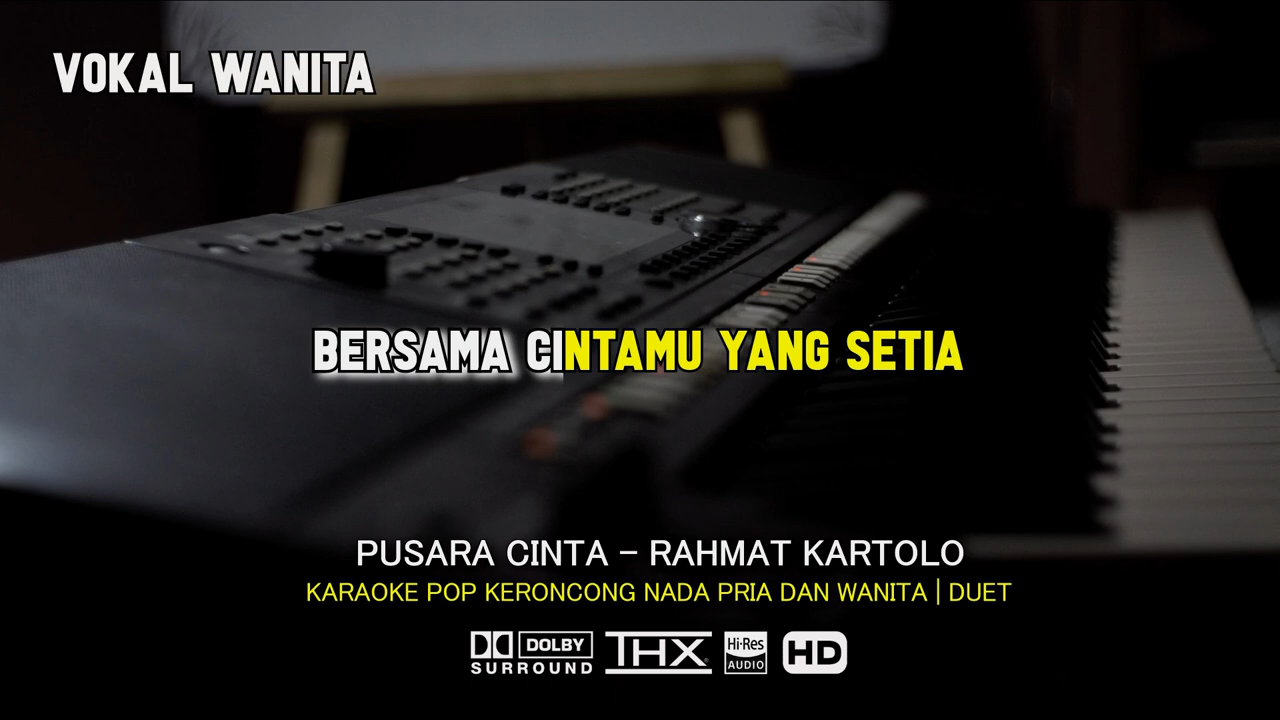 VOKAL WANITA
BERSAMA CINTAMU YANG SETIA
PUSARA CINTA – RAHMAT KARTOLO
KARAOKE POP KERONCONG NADA PRIA DAN WANITA | DUET
DOLBY SURROUND
THX
Hi-Res AUDIO
HD